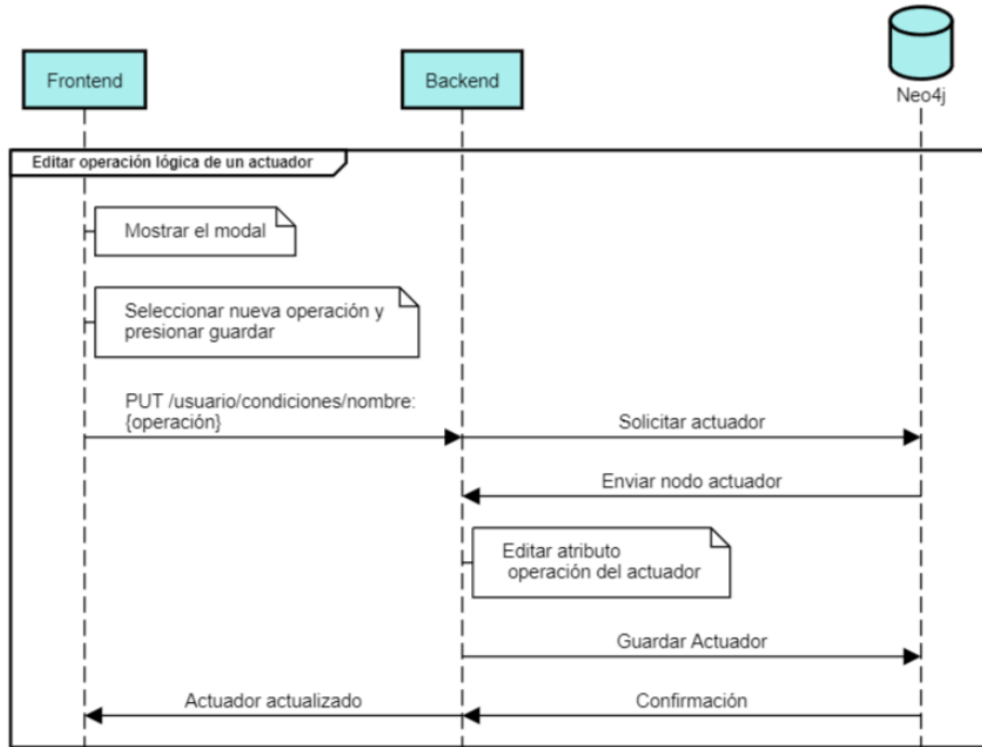 Frontend
Backend
Neo4j
Editar operación lógica de un actuador
Mostrar el modal
Seleccionar nueva operación y
presionar guardar
PUT /usuario/condiciones/nombre:
{operación}
Solicitar actuador
Enviar nodo actuador
Editar atributo
operación del actuador
Guardar Actuador
Actuador actualizado
Confirmación